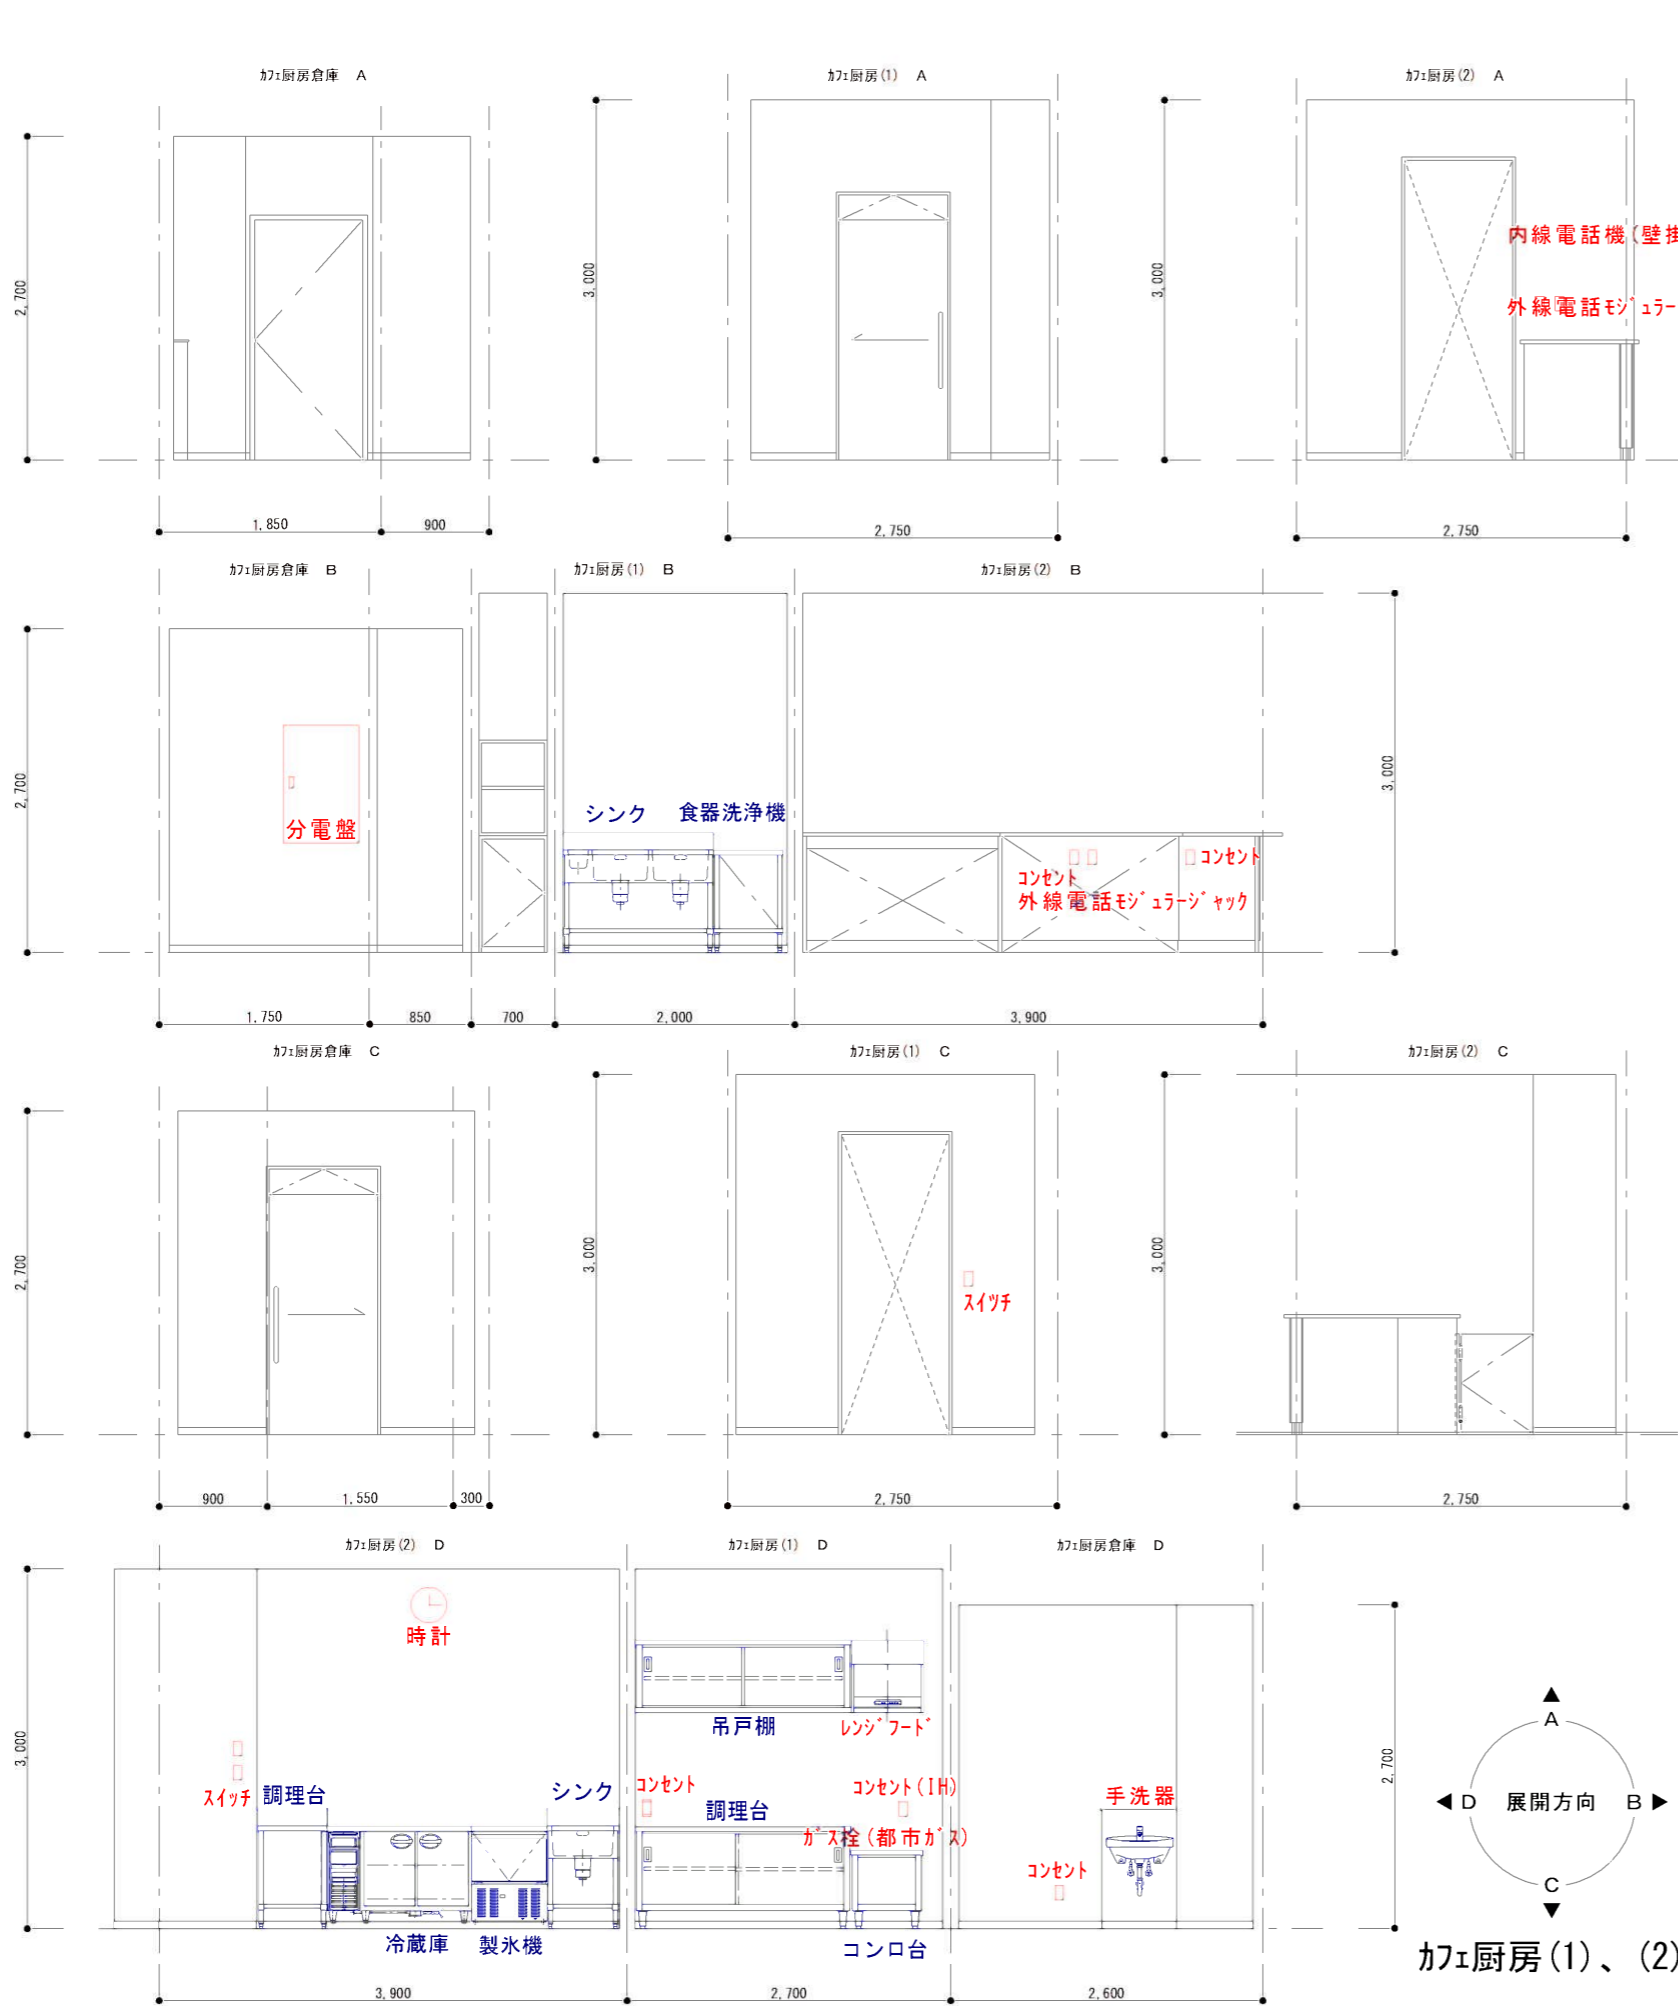 ｶﾌｪ厨房倉庫 A
ｶﾌｪ厨房(1) A
ｶﾌｪ厨房(2) A
2,700
3,000
3,000
内線電話機(壁掛
外線電話ﾓｼﾞｭﾗｰ
1,850
900
2,750
2,750
ｶﾌｪ厨房倉庫 B
ｶﾌｪ厨房(1) B
ｶﾌｪ厨房(2) B
2,700
3,000
分電盤
シンク
食器洗浄機
コンセント
コンセント
外線電話ﾓｼﾞｭﾗｰｼﾞｬｯｸ
1,750
850
700
2,000
3,900
ｶﾌｪ厨房倉庫 C
ｶﾌｪ厨房(1) C
ｶﾌｪ厨房(2) C
2,700
3,000
3,000
ｽｲｯﾁ
900
1,550
300
2,750
2,750
ｶﾌｪ厨房(2) D
ｶﾌｪ厨房(1) D
ｶﾌｪ厨房倉庫 D
3,000
2,700
時計
吊戸棚
ﾚﾝｼﾞﾌｰﾄﾞ
ｽｲｯﾁ
調理台
シンク
ｺﾝｾﾝﾄ
調理台
ｺﾝｾﾝﾄ(IH)
ｶﾞｽ栓(都市ｶﾞｽ)
手洗器
ｺﾝｾﾝﾄ
冷蔵庫
製氷機
コンロ台
3,900
2,700
2,600
▲
A
◀ D 展開方向 B ▶
C
▼
ｶﾌｪ厨房(1)、(2)